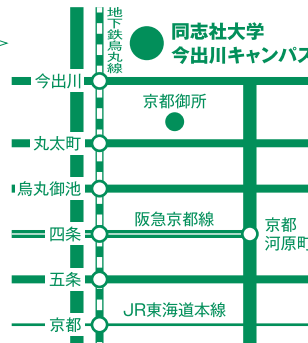 地下鉄烏丸線
同志社大学
今出川キャンパス
今出川
京都御所
丸太町
烏丸御池
阪急京都線
四条
京都
河原町
五条
JR東海道本線
京都